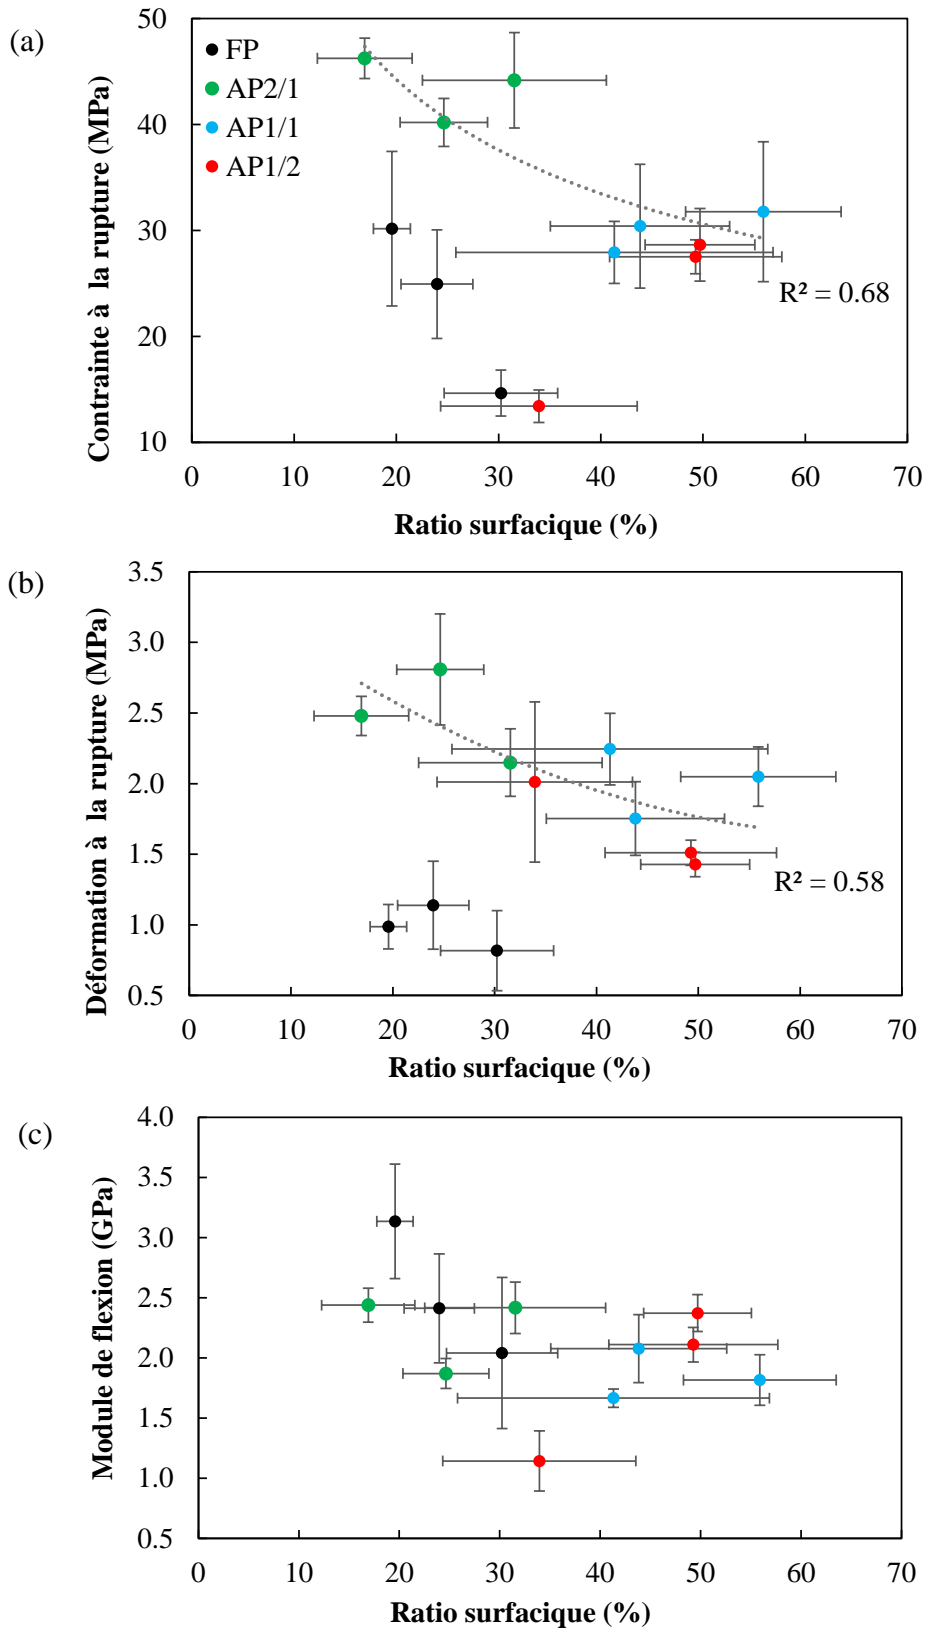 (a)
50
40
30
20
10
Contrainte à la rupture (MPa)
FP
AP2/1
AP1/1
AP1/2
R² = 0.68
0 10 20 30 40 50 60 70
Ratio surfacique (%)
(b)
3.5
3.0
2.5
2.0
1.5
1.0
0.5
Déformation à la rupture (MPa)
R² = 0.58
0 10 20 30 40 50 60 70
Ratio surfacique (%)
(c)
4.0
3.5
3.0
2.5
2.0
1.5
1.0
0.5
Module de flexion (GPa)
0 10 20 30 40 50 60 70
Ratio surfacique (%)